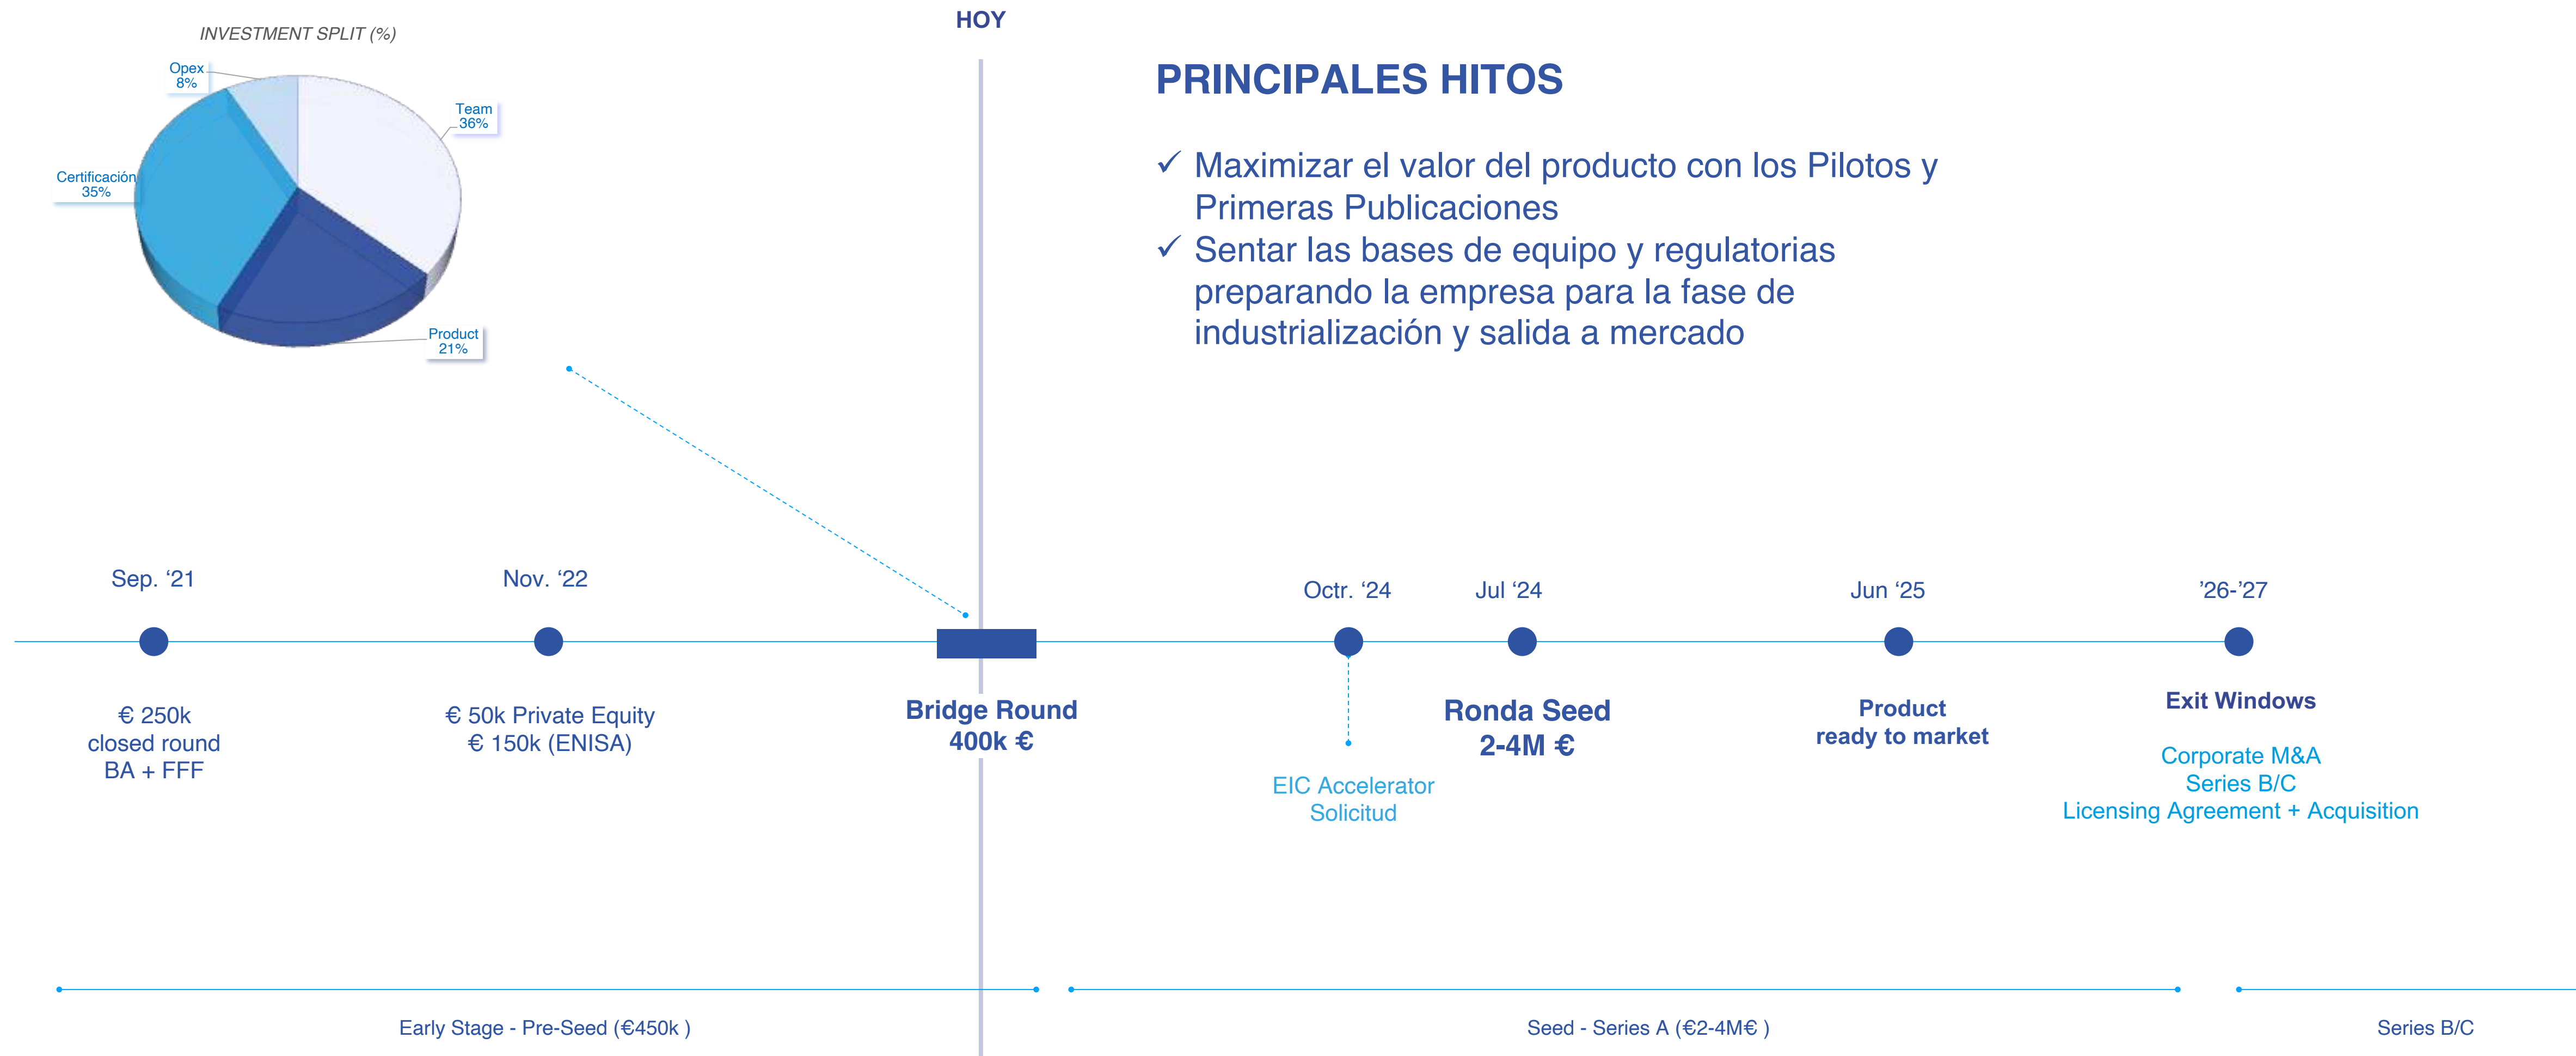 HOY
INVESTMENT SPLIT (%)
Opex
8%
Team
36%
Certificación
35%
Product
21%
PRINCIPALES HITOS
✓ Maximizar el valor del producto con los Pilotos y
Primeras Publicaciones
✓ Sentar las bases de equipo y regulatorias
preparando la empresa para la fase de
industrialización y salida a mercado
Sep. ‘21
€ 250k
closed round
BA + FFF
Nov. ‘22
€ 50k Private Equity
€ 150k (ENISA)
Bridge Round
400k €
Octr. ‘24
EIC Accelerator
Solicitud
Jul ‘24
Ronda Seed
2-4M €
Jun ‘25
Product
ready to market
’26-’27
Exit Windows
Corporate M&A
Series B/C
Licensing Agreement + Acquisition
Early Stage - Pre-Seed (€450k )
Seed - Series A (€2-4M€ )
Series B/C